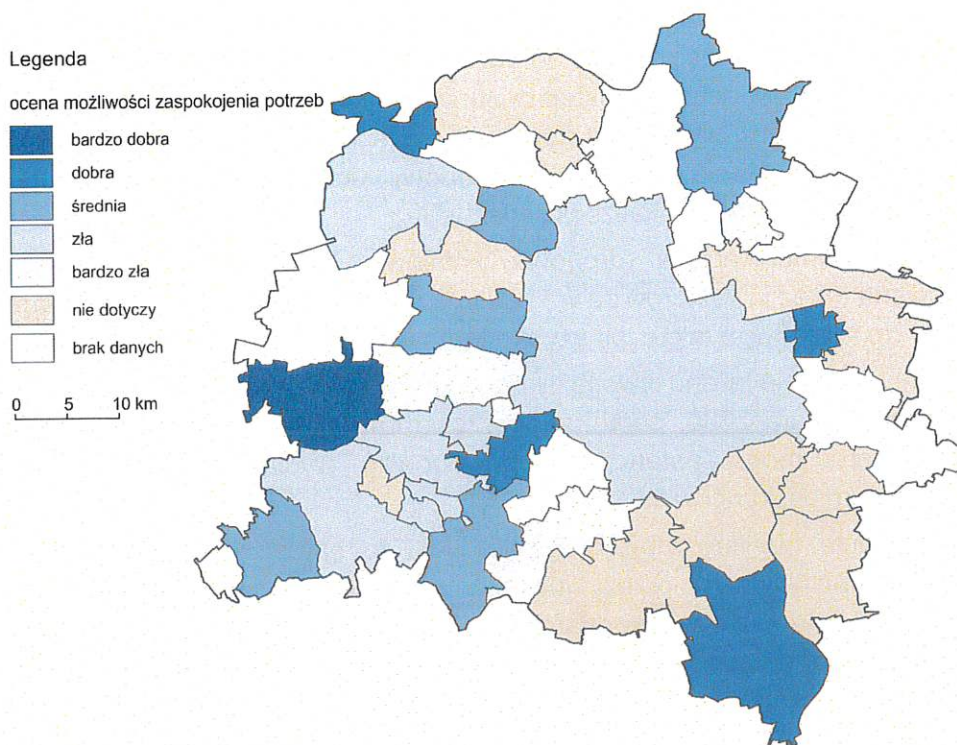 Legenda
ocena możliwości zaspokojenia potrzeb
bardzo dobra
dobra
średnia
zła
bardzo zła
nie dotyczy
brak danych
0 5 10 km